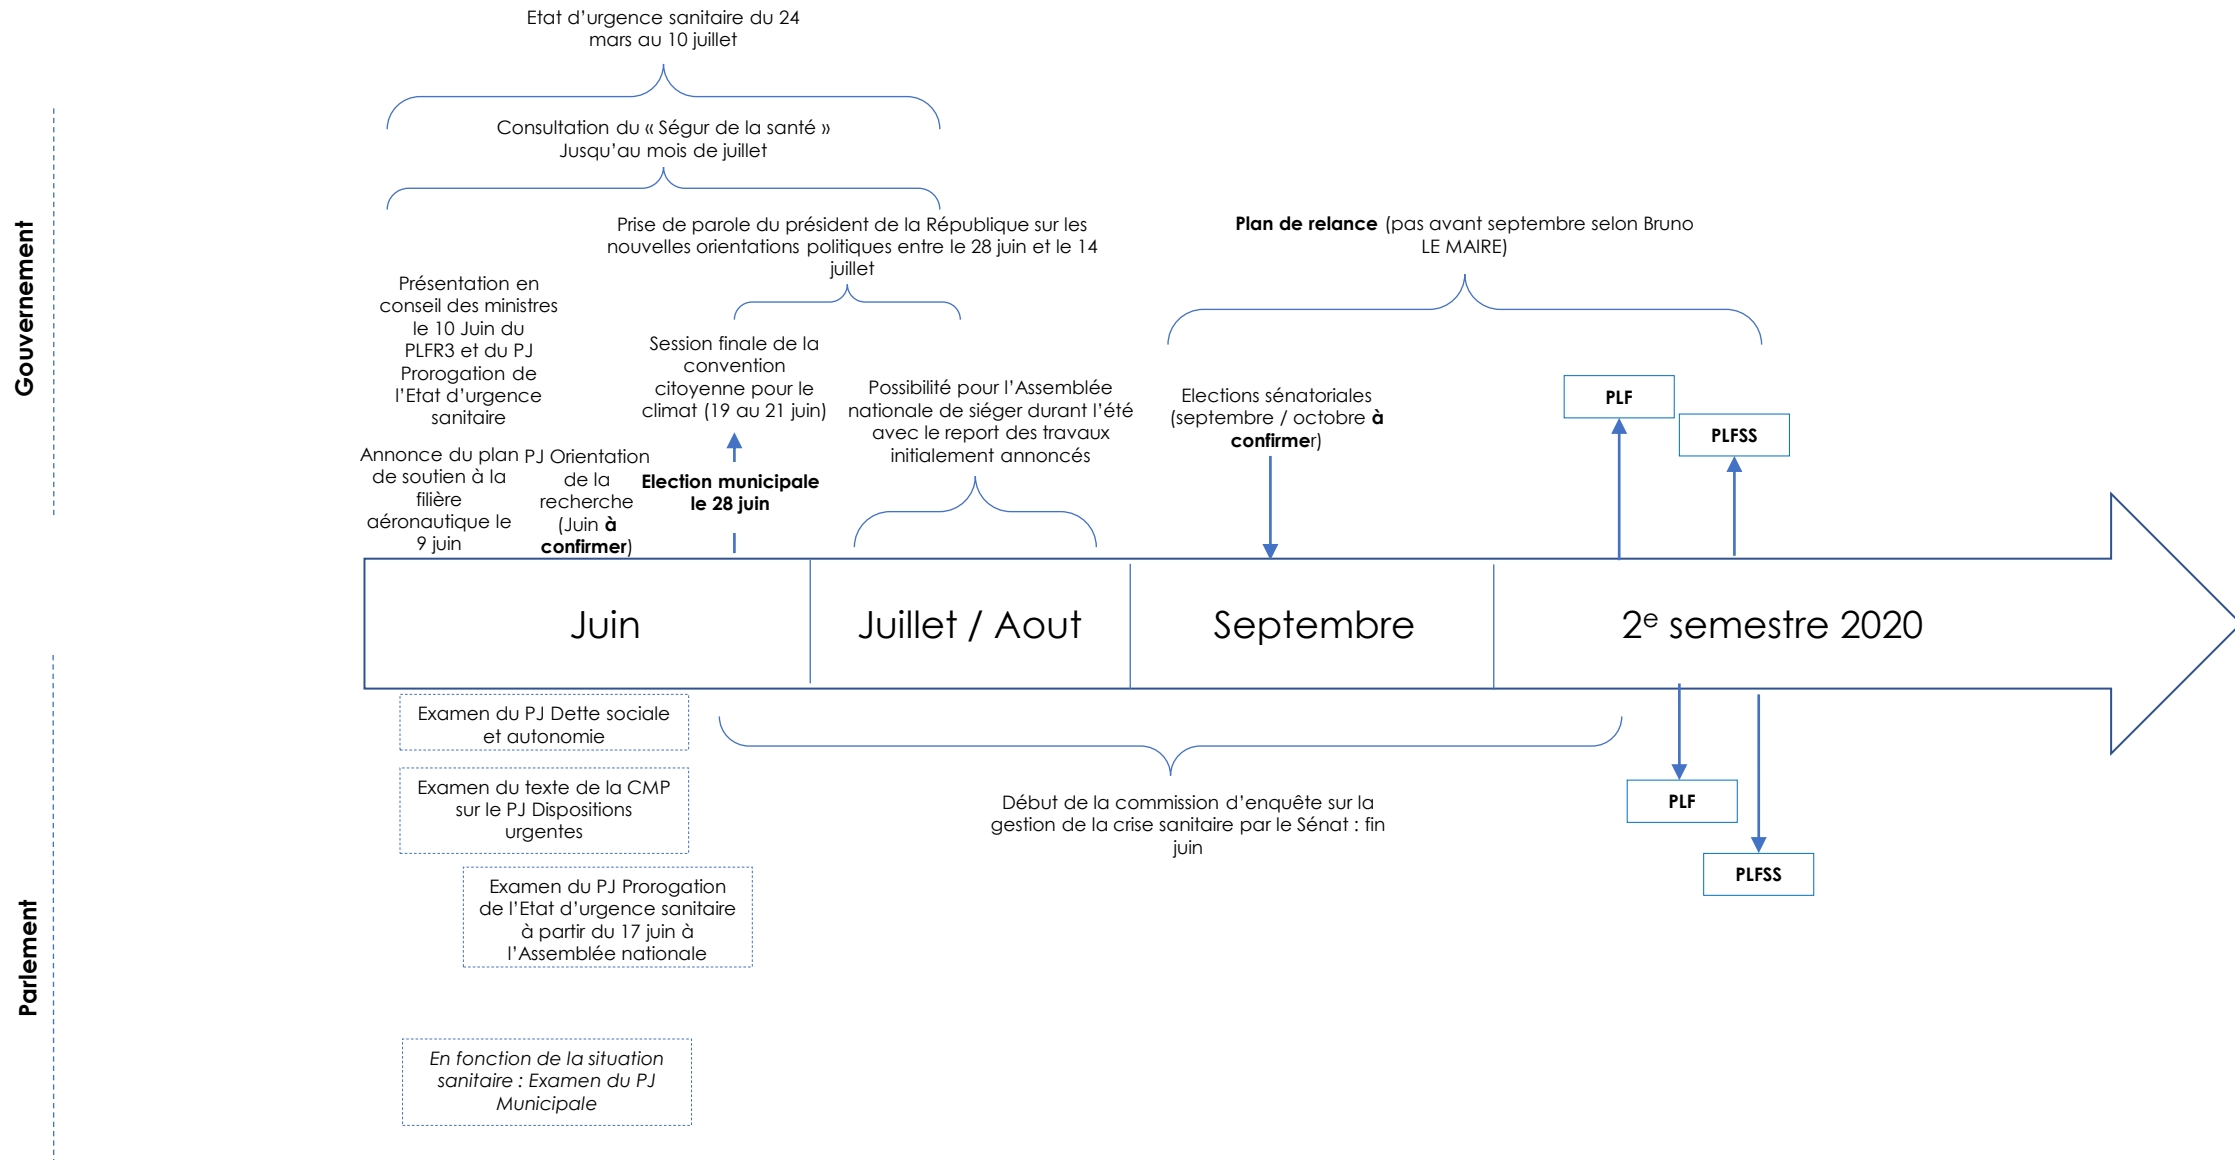 Etat d’urgence sanitaire du 24
mars au 10 juillet
Consultation du « Ségur de la santé »
Jusqu’au mois de juillet
Gouvernement
Prise de parole du président de la République sur les
nouvelles orientations politiques entre le 28 juin et le 14
juillet
Plan de relance (pas avant septembre selon Bruno
LE MAIRE)
Présentation en
conseil des ministres
le 10 Juin du
PLFR3 et du PJ
Prorogation de
l’Etat d’urgence
sanitaire
Session finale de la
convention
citoyenne pour le
climat (19 au 21 juin)
Possibilité pour l’Assemblée
nationale de siéger durant l’été
avec le report des travaux
initialement annoncés
Elections sénatoriales
(septembre / octobre à
confirmer)
PLF
PLFSS
Annonce du plan
de soutien à la
filière
aéronautique le
9 juin
PJ Orientation
de la
recherche
(Juin à
confirmer)
Election municipale
le 28 juin
Juin
Juillet / Aout
Septembre
2e semestre 2020
Parlement
Examen du PJ Dette sociale
et autonomie
Examen du texte de la CMP
sur le PJ Dispositions
urgentes
Examen du PJ Prorogation
de l’Etat d’urgence sanitaire
à partir du 17 juin à
l’Assemblée nationale
En fonction de la situation
sanitaire : Examen du PJ
Municipale
Début de la commission d’enquête sur la
gestion de la crise sanitaire par le Sénat : fin
juin
PLF
PLFSS